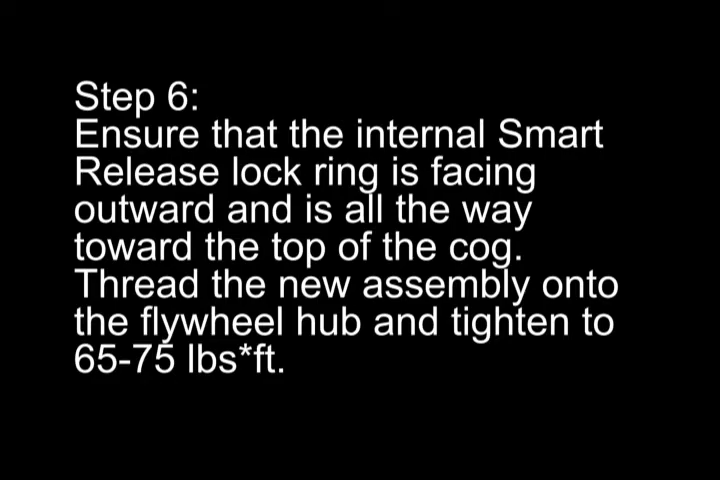 Step 6:
Ensure that the internal Smart
Release lock ring is facing
outward and is all the way
toward the top of the cog.
Thread the new assembly onto
the flywheel hub and tighten to
65-75 lbs*ft.